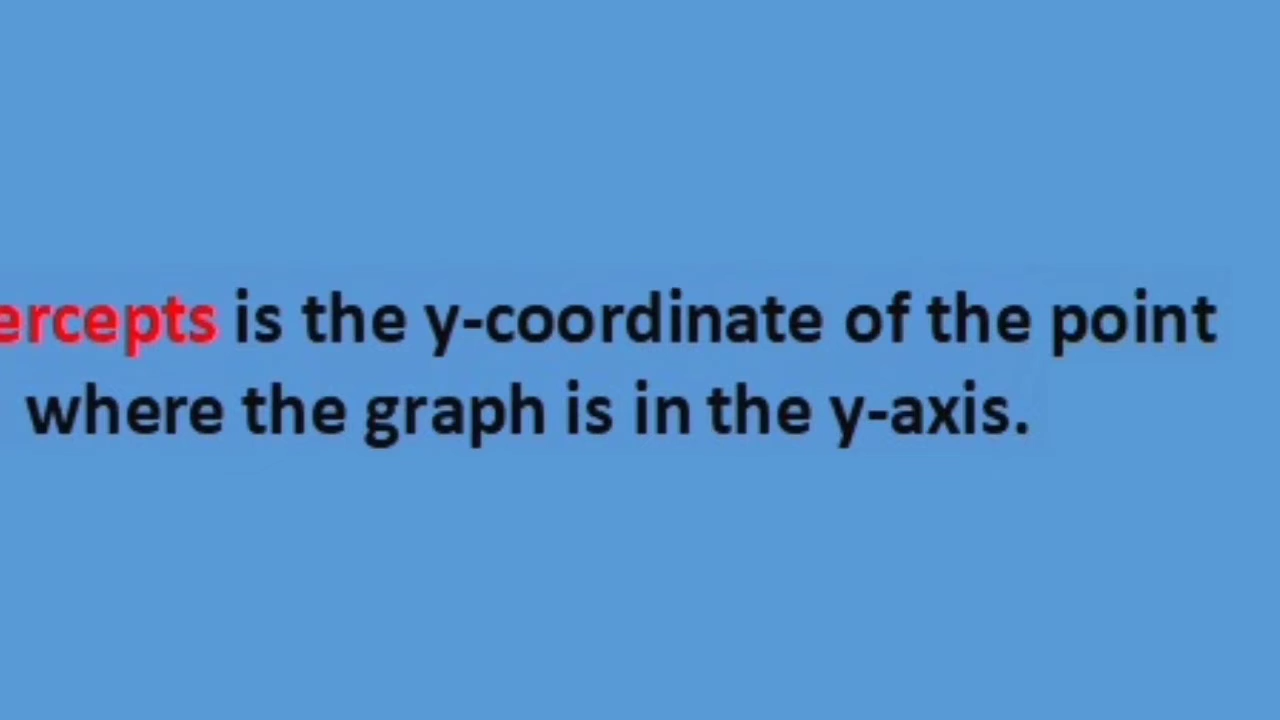 ercepts is the y-coordinate of the point
where the graph is in the y-axis.